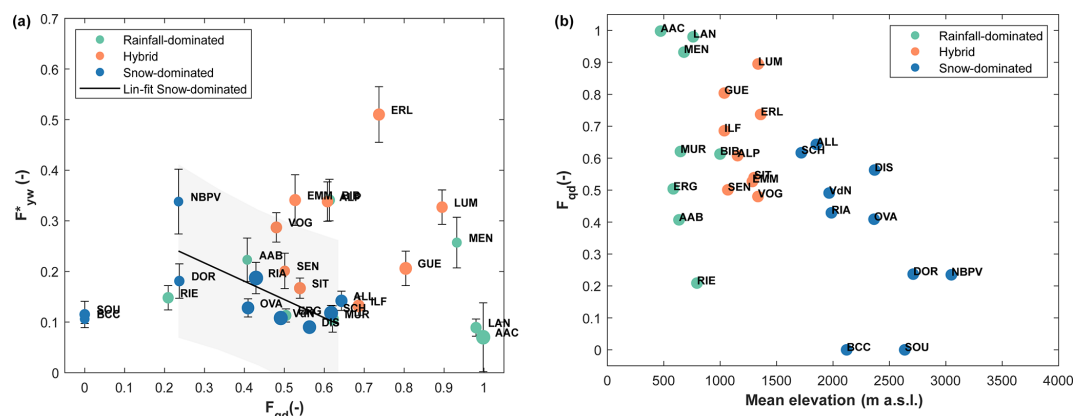 (a)
0.7
0.6
0.5
0.4
0.3
0.2
0.1
0
F*yw (-)
Rainfall-dominated
Hybrid
Snow-dominated
Lin-fit Snow-dominated
ERL
NBPV
EMM
BIB
ALP
LUM
VOG
MEN
AAB
SEN
GUE
DOR
RIA
RIE
SIT
ALL
ILF
SOU
BCC
OVA
ERG
VdN
SCH
MUR
DIS
LAN
AAC
0 0.1 0.2 0.3 0.4 0.5 0.6 0.7 0.8 0.9 1
Fqd(-)
(b)
1
0.9
0.8
0.7
0.6
0.5
0.4
0.3
0.2
0.1
0
Fqd(-)
Rainfall-dominated
Hybrid
Snow-dominated
AAC
LAN
MEN
LUM
GUE
ERL
ILF
ALL
MUR
BIB
ALP
SCH
DIS
SIT
EMM
ERG
SEN
VOG
VdN
RIA
AAB
OVA
RIE
DOR
NBPV
BCC
SOU
0 500 1000 1500 2000 2500 3000 3500 4000
Mean elevation (m a.s.l.)